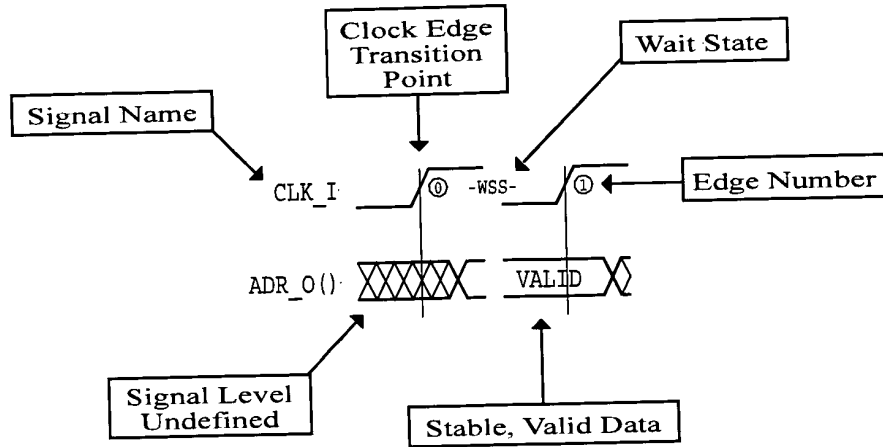 Clock Edge
Transition
Point
Wait State
Signal Name
CLK_I
0
-WSS-
1
Edge Number
ADR_O()
VALID
Signal Level
Undefined
Stable, Valid Data